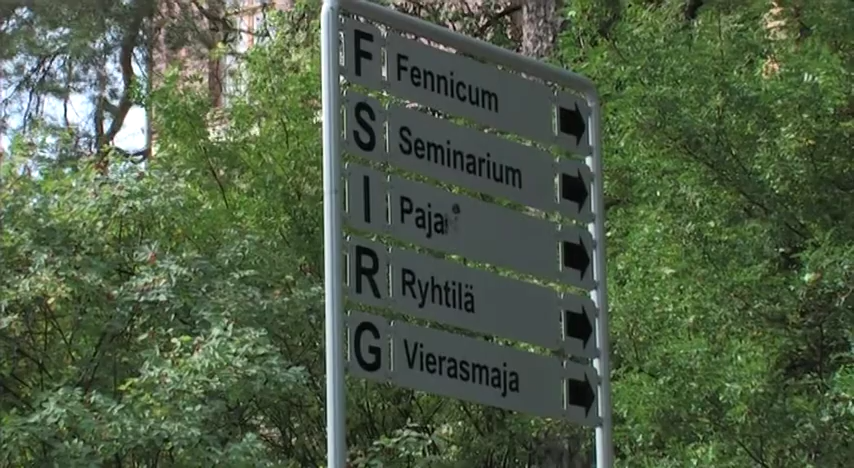 F Fennicum
S Seminarium
I Paja
R Ryhtilä
G Vierasmaja